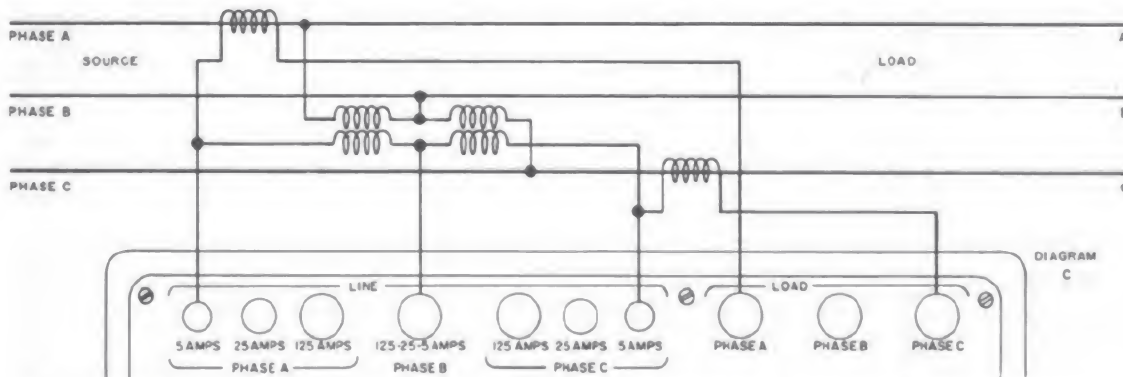 PHASE A
A
SOURCE
LOAD
PHASE B
PHASE C
DIAGRAM
C
LINE
LOAD
5 AMPS
25 AMPS
125 AMPS
125-25-5 AMPS
125 AMPS
25 AMPS
5 AMPS
PHASE A
PHASE B
PHASE C
PHASE A
PHASE B
PHASE C